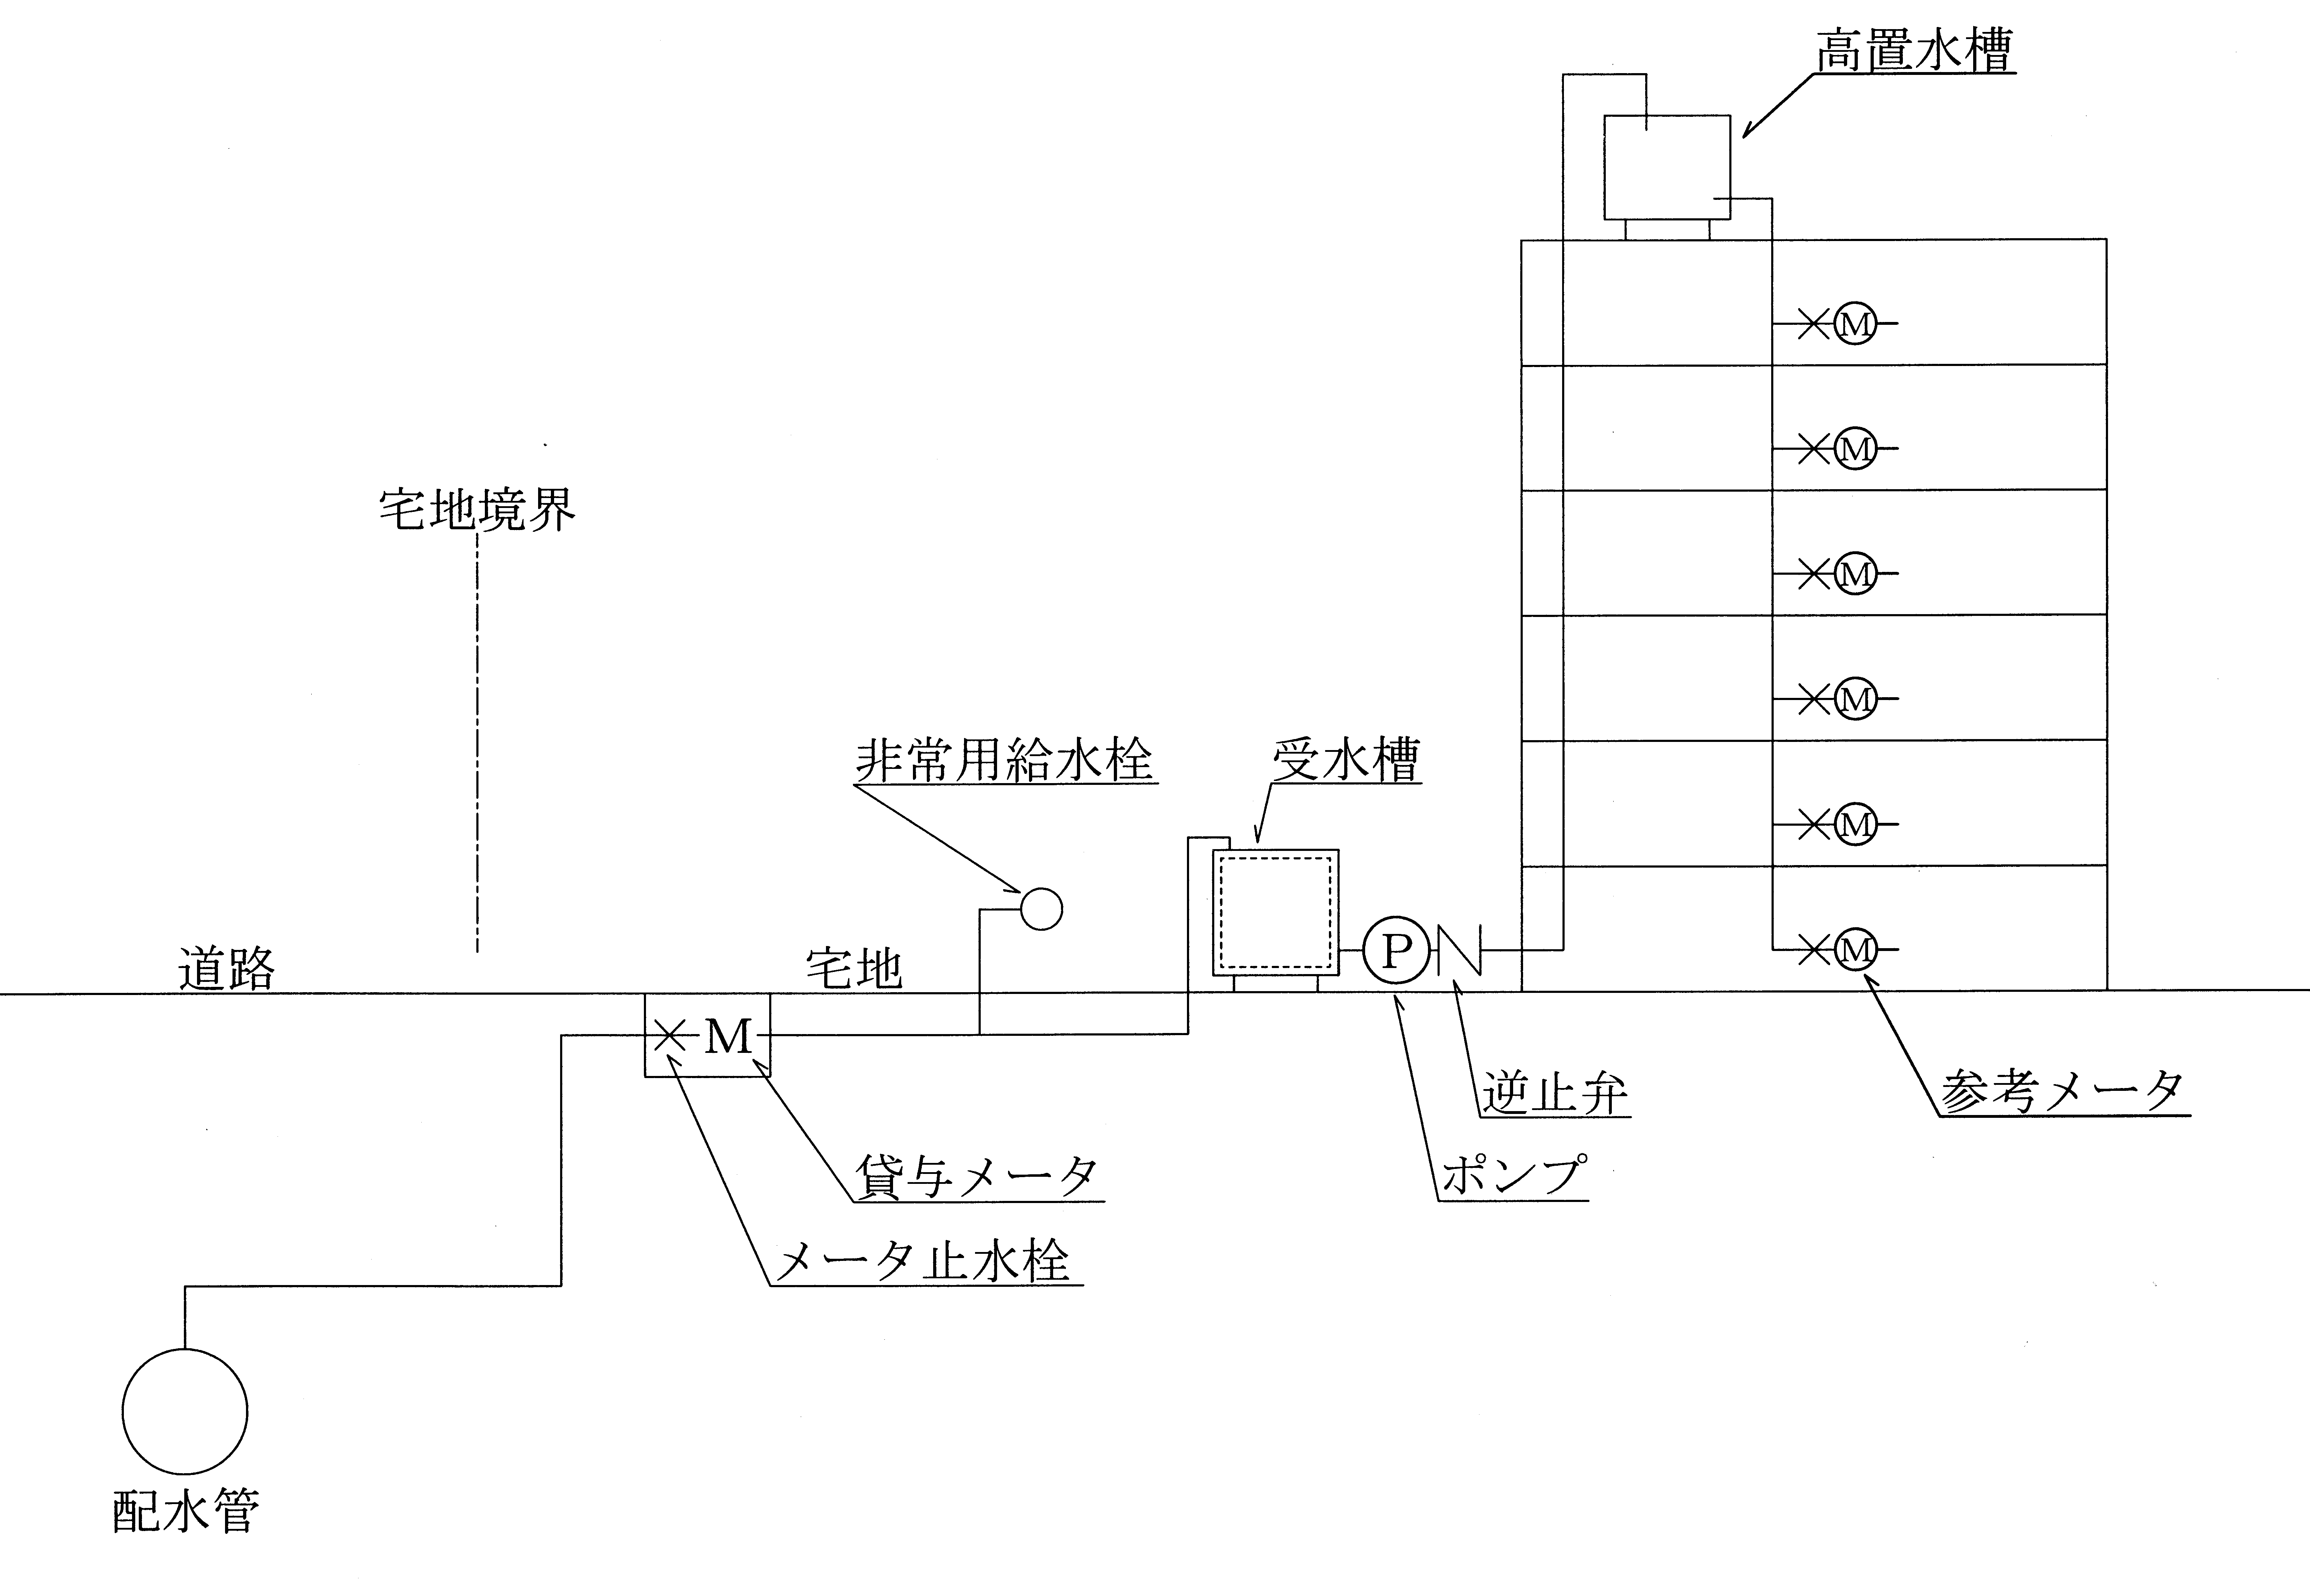 高置水槽
M
M
宅地境界
M
M
非常用給水栓
受水槽
M
道路
宅地
P
M
M
逆止弁
参考メータ
貸与メータ
ポンプ
メータ止水栓
配水管